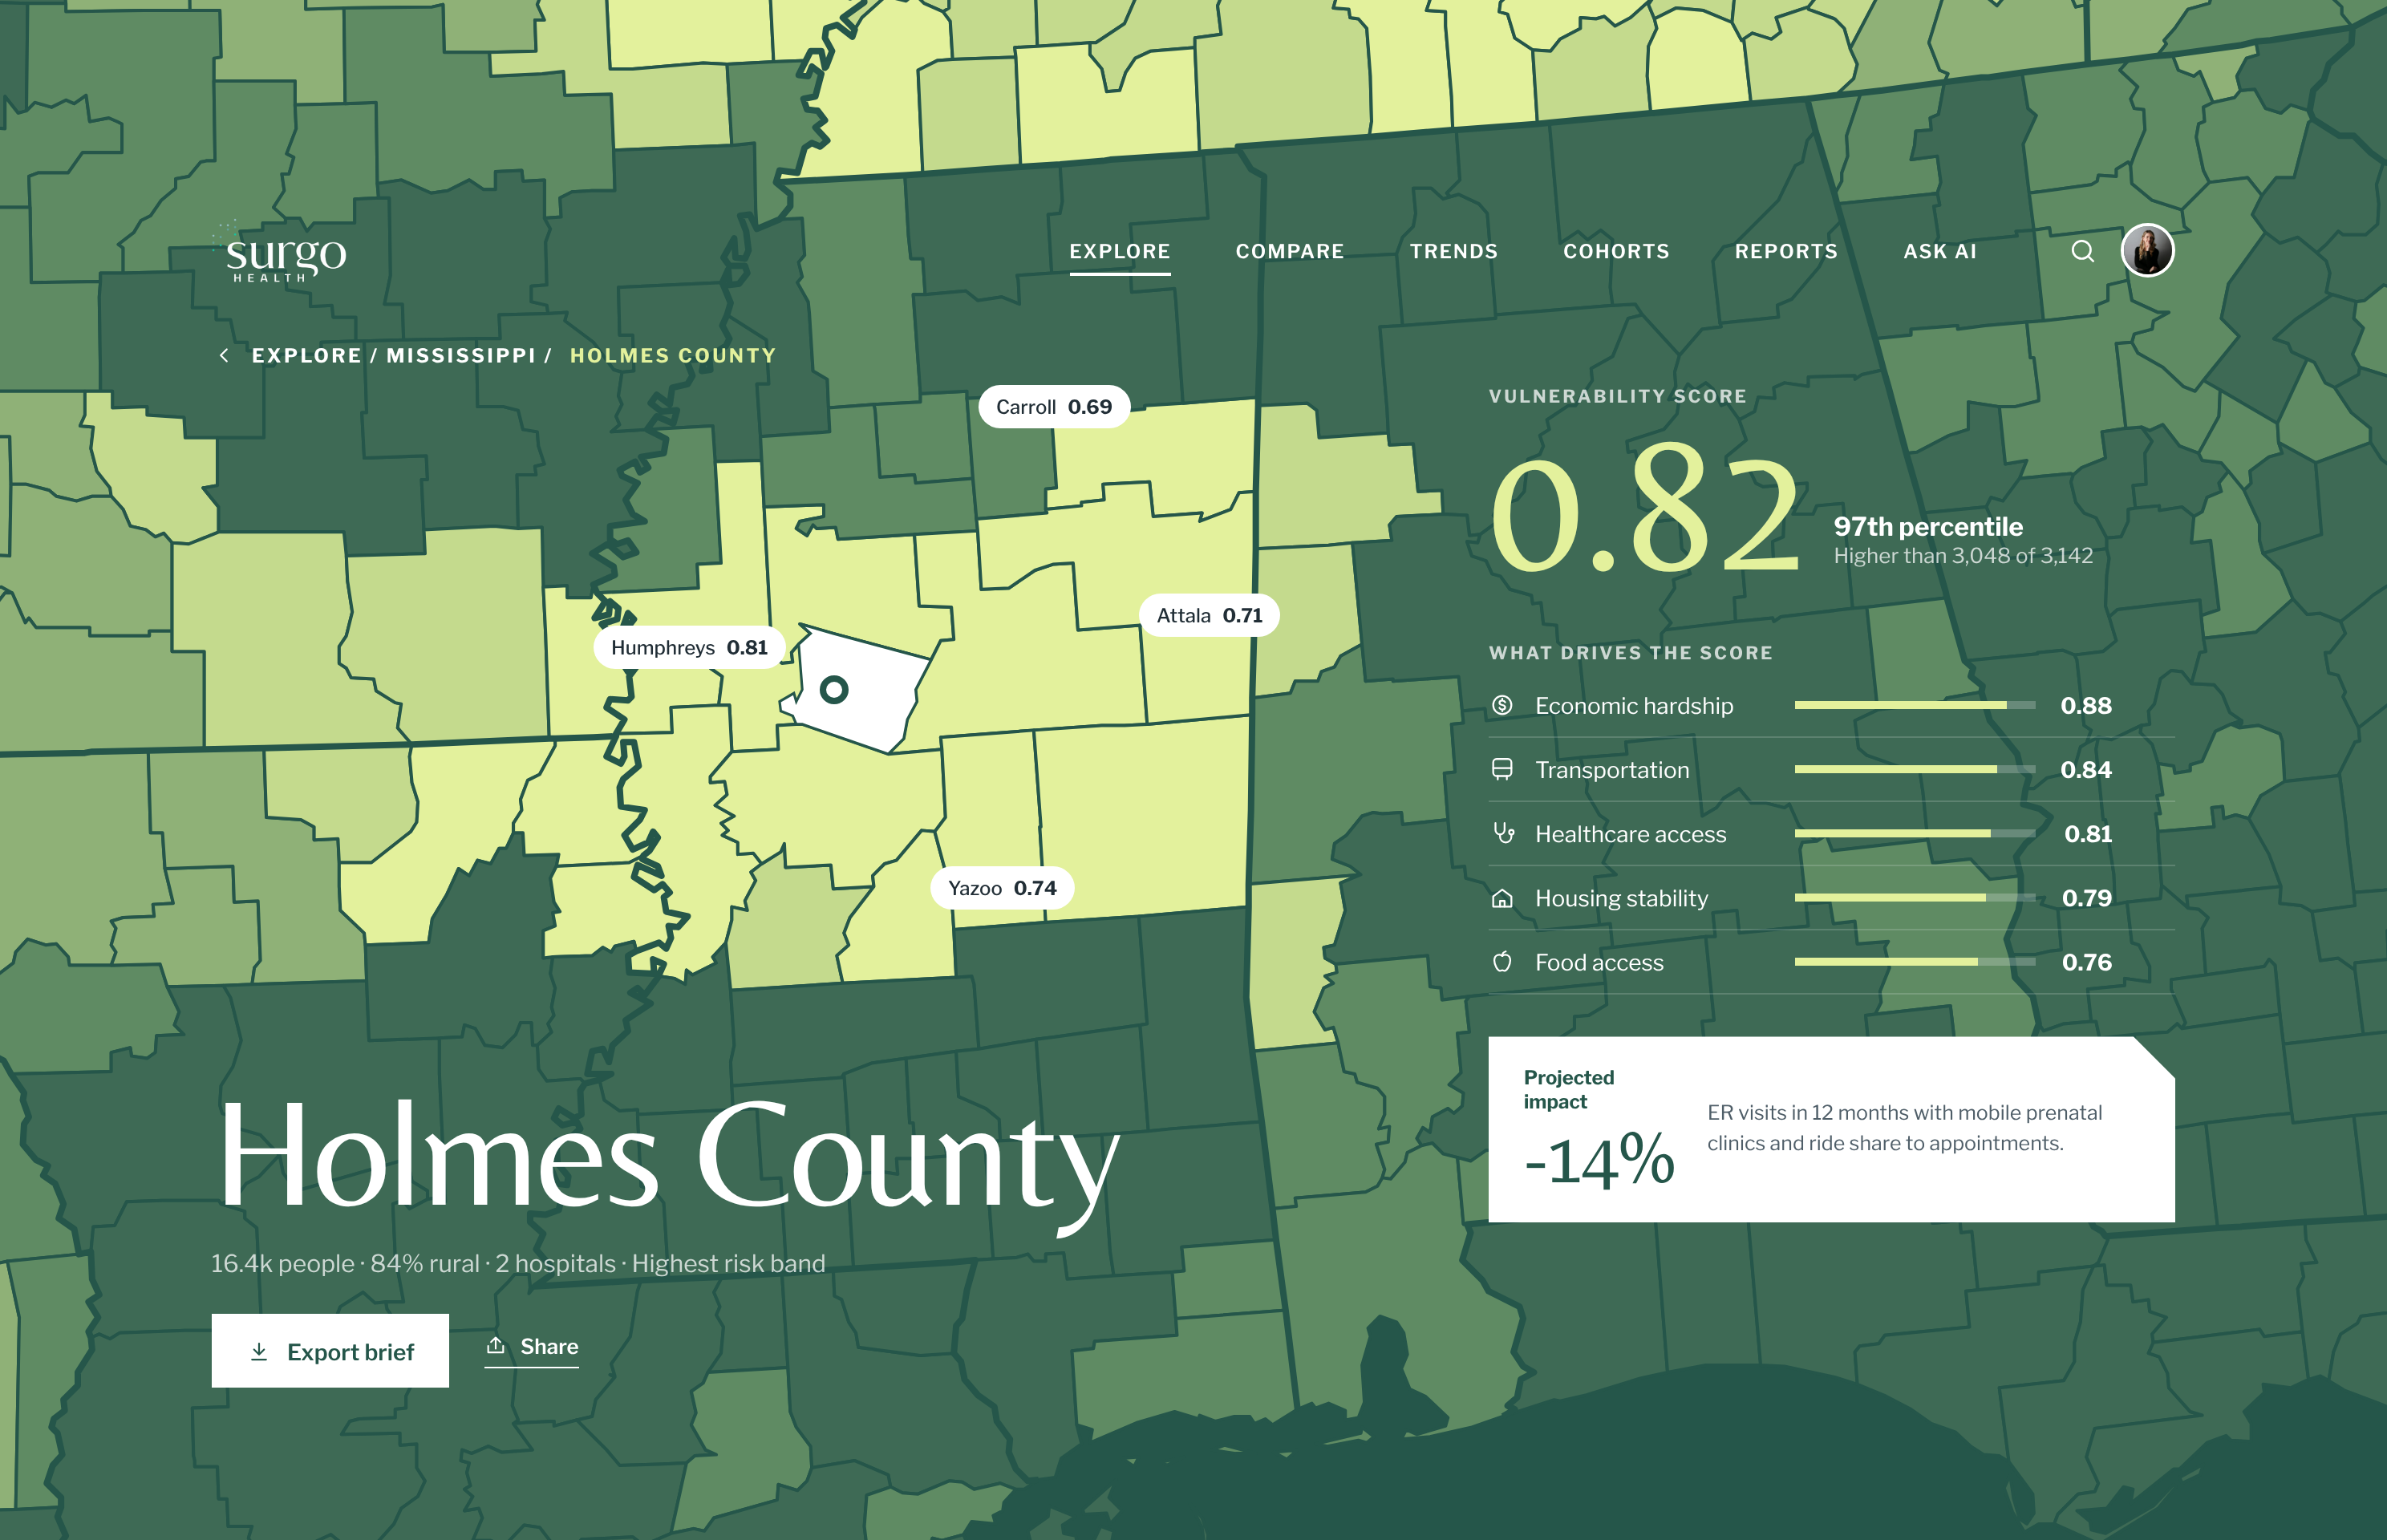 surgo
HEALTH
EXPLORE COMPARE TRENDS COHORTS REPORTS ASK AI
EXPLORE / MISSISSIPPI / HOLMES COUNTY
Carroll 0.69
Attala 0.71
Humphreys 0.81
Yazoo 0.74
VULNERABILITY SCORE
0.82
97th percentile
Higher than 3,048 of 3,142
WHAT DRIVES THE SCORE
Economic hardship 0.88
Transportation 0.84
Healthcare access 0.81
Housing stability 0.79
Food access 0.76
Projected
impact
-14%
ER visits in 12 months with mobile prenatal
clinics and ride share to appointments.
Holmes County
16.4k people · 84% rural · 2 hospitals · Highest risk band
Export brief
Share